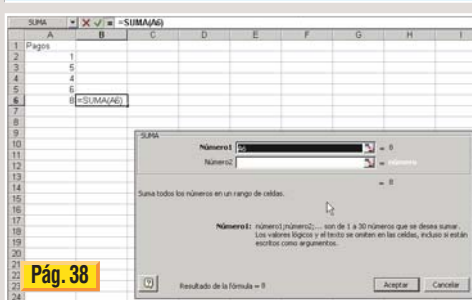 SUMA =SUMA(A6)
A B C D E F G H I
1 Pagos
2 1
3 5
4 4
5 6
6 8 =SUMA(A6)
7
8
9
10
11
12
13
14
15
16
17
18
19
20
21
22
23
24
SUMA
Número1 A6 = 8
Número2 = número
= 8
Suma todos los números en un rango de celdas.
Número1: número1;número2;... son de 1 a 30 números que se desea sumar.
Los valores lógicos y el texto se omiten en las celdas, incluso si están
escritos como argumentos.
Resultado de la fórmula = 8
Aceptar Cancelar
Pág. 38